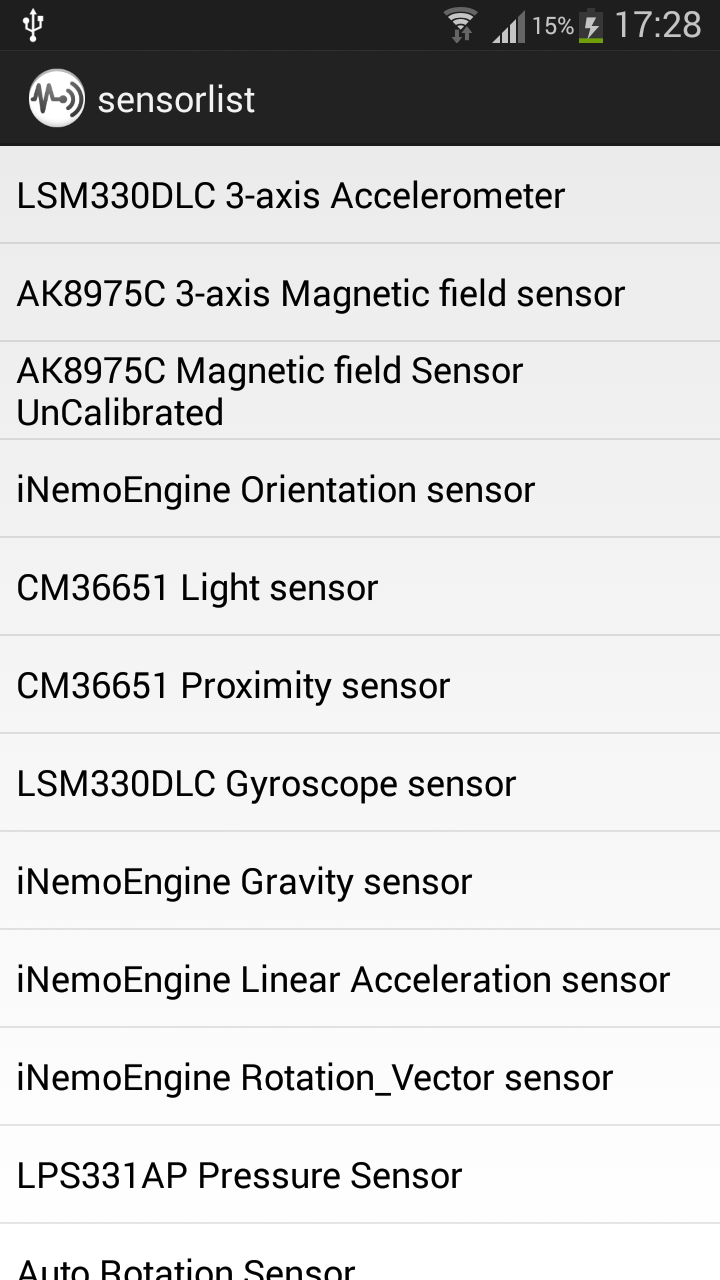 15% 17:28
sensorlist
LSM330DLC 3-axis Accelerometer
AK8975C 3-axis Magnetic field sensor
AK8975C Magnetic field Sensor
UnCalibrated
iNemoEngine Orientation sensor
CM36651 Light sensor
CM36651 Proximity sensor
LSM330DLC Gyroscope sensor
iNemoEngine Gravity sensor
iNemoEngine Linear Acceleration sensor
iNemoEngine Rotation_Vector sensor
LPS331AP Pressure Sensor
Auto Rotation Sensor